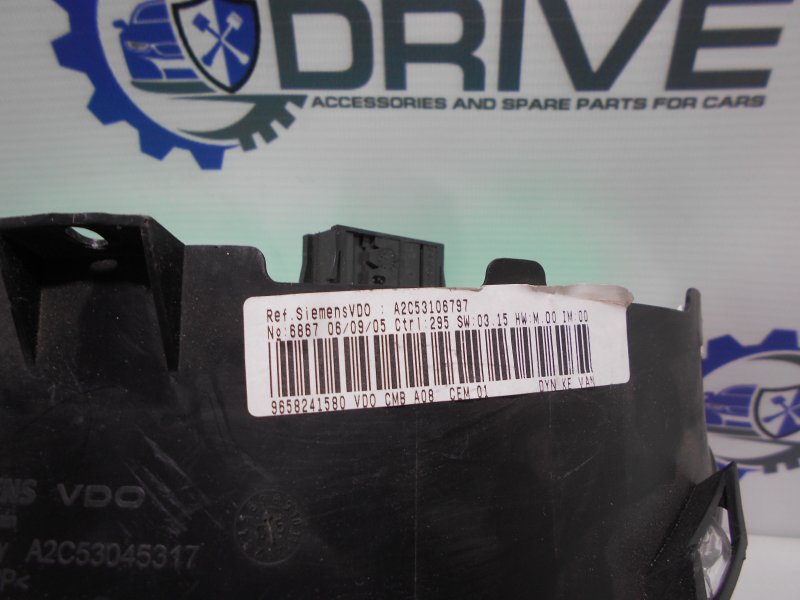 DRIVE
ACCESSORIES AND SPARE PARTS FOR CARS
Ref.SiemensVDO : A2C53106797
No:6867 06/09/05 Ctrl:295 SW:03.15 HW:M.00 IM:00
9658241580 VDO CMB A08 CEM 01 DYN KE VAN
VDO
A2C53045317